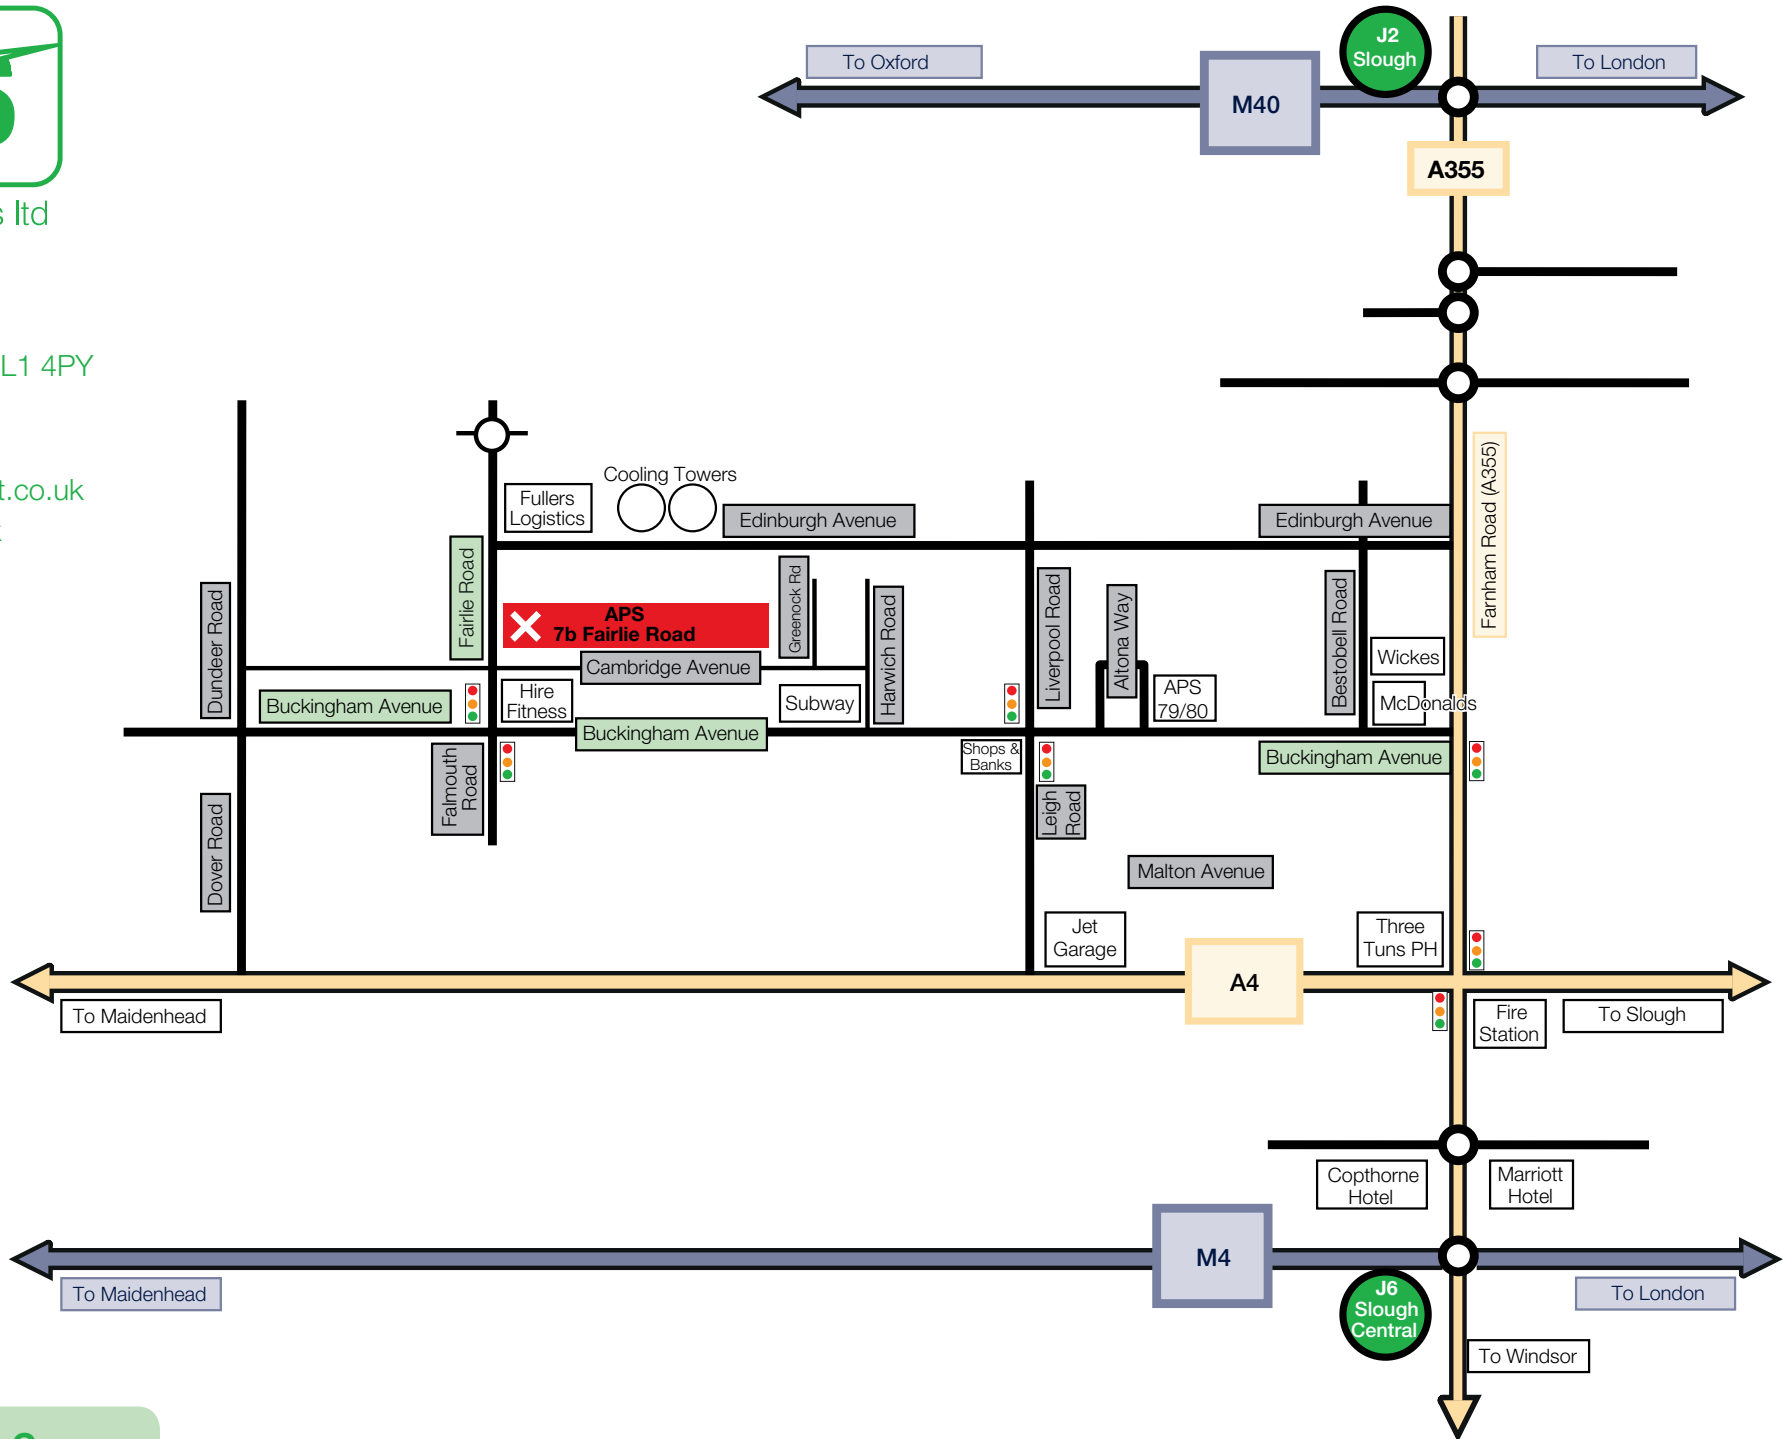 J2
Slough
To Oxford
To London
M40
A355
s ltd
L1 4PY
t.co.uk
Farnham Road (A355)
Cooling Towers
Fullers
Logistics
Edinburgh Avenue
Edinburgh Avenue
Fairlie Road
Dundeer Road
APS
7b Fairlie Road
Greenock Rd
Harwich Road
Liverpool Road
Altona Way
Bestobell Road
Wickes
Cambridge Avenue
Buckingham Avenue
Hire
Fitness
Subway
APS
79/80
McDonalds
Buckingham Avenue
Shops &
Banks
Buckingham Avenue
Falmouth
Road
Dover Road
Leigh
Road
Malton Avenue
Jet
Garage
Three
Tuns PH
A4
To Maidenhead
Fire
Station
To Slough
Copthorne
Hotel
Marriott
Hotel
M4
To Maidenhead
J6
Slough
Central
To London
To Windsor